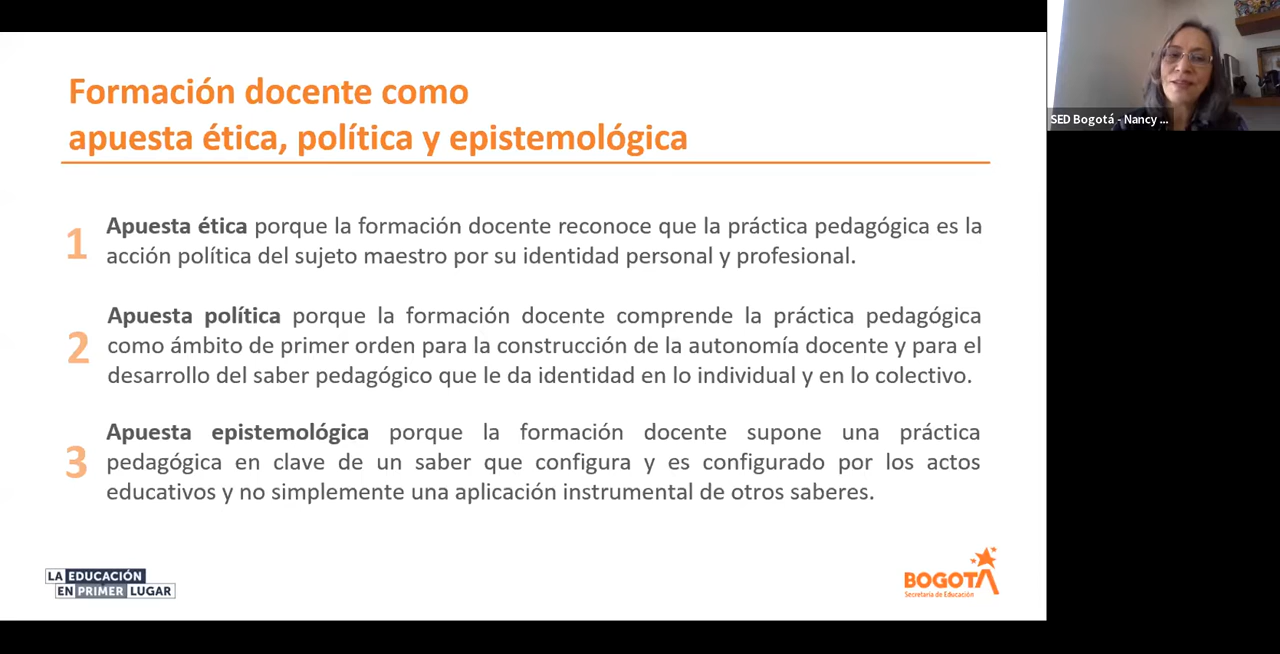 Formación docente como
apuesta ética, política y epistemológica
1
Apuesta ética porque la formación docente reconoce que la práctica pedagógica es la
acción política del sujeto maestro por su identidad personal y profesional.
2
Apuesta política porque la formación docente comprende la práctica pedagógica
como ámbito de primer orden para la construcción de la autonomía docente y para el
desarrollo del saber pedagógico que le da identidad en lo individual y en lo colectivo.
3
Apuesta epistemológica porque la formación docente supone una práctica
pedagógica en clave de un saber que configura y es configurado por los actos
educativos y no simplemente una aplicación instrumental de otros saberes.
LA EDUCACIÓN
EN PRIMER LUGAR
BOGOTÁ
Secretaría de Educación
SED Bogotá - Nancy ...